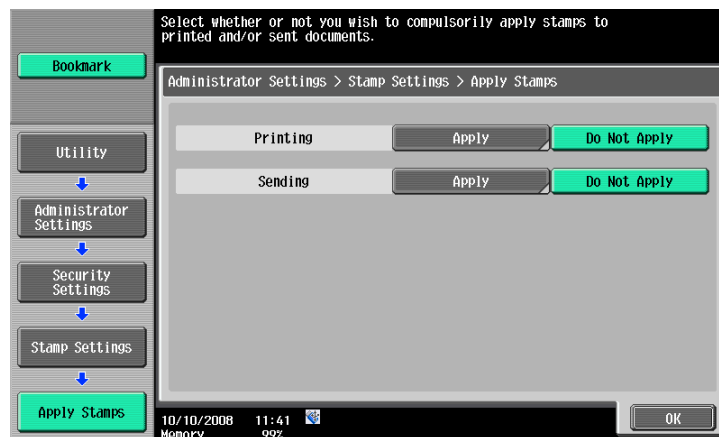 Select whether or not you wish to compulsorily apply stamps to
printed and/or sent documents.
Bookmark
Administrator Settings > Stamp Settings > Apply Stamps
Printing Apply Do Not Apply
Utility
Sending Apply Do Not Apply
Administrator
Settings
Security
Settings
Stamp Settings
Apply Stamps
10/10/2008 11:41
Memory 99%
OK